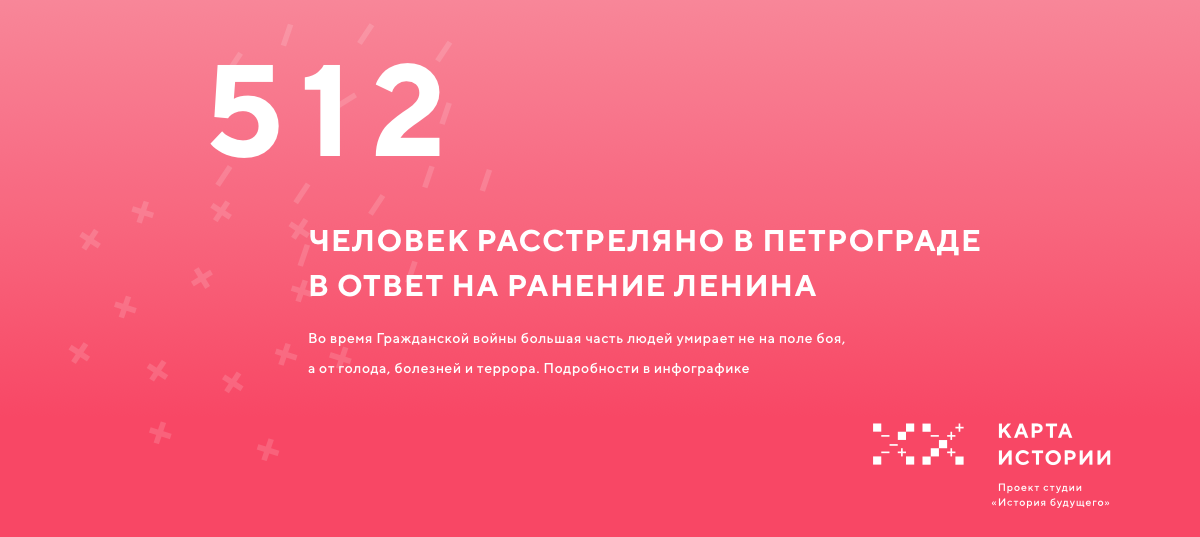 512
ЧЕЛОВЕК РАССТРЕЛЯНО В ПЕТРОГРАДЕ
В ОТВЕТ НА РАНЕНИЕ ЛЕНИНА
Во время Гражданской войны большая часть людей умирает не на поле боя,
а от голода, болезней и террора. Подробности в инфографике
КАРТА
ИСТОРИИ
Проект студии
«История будущего»